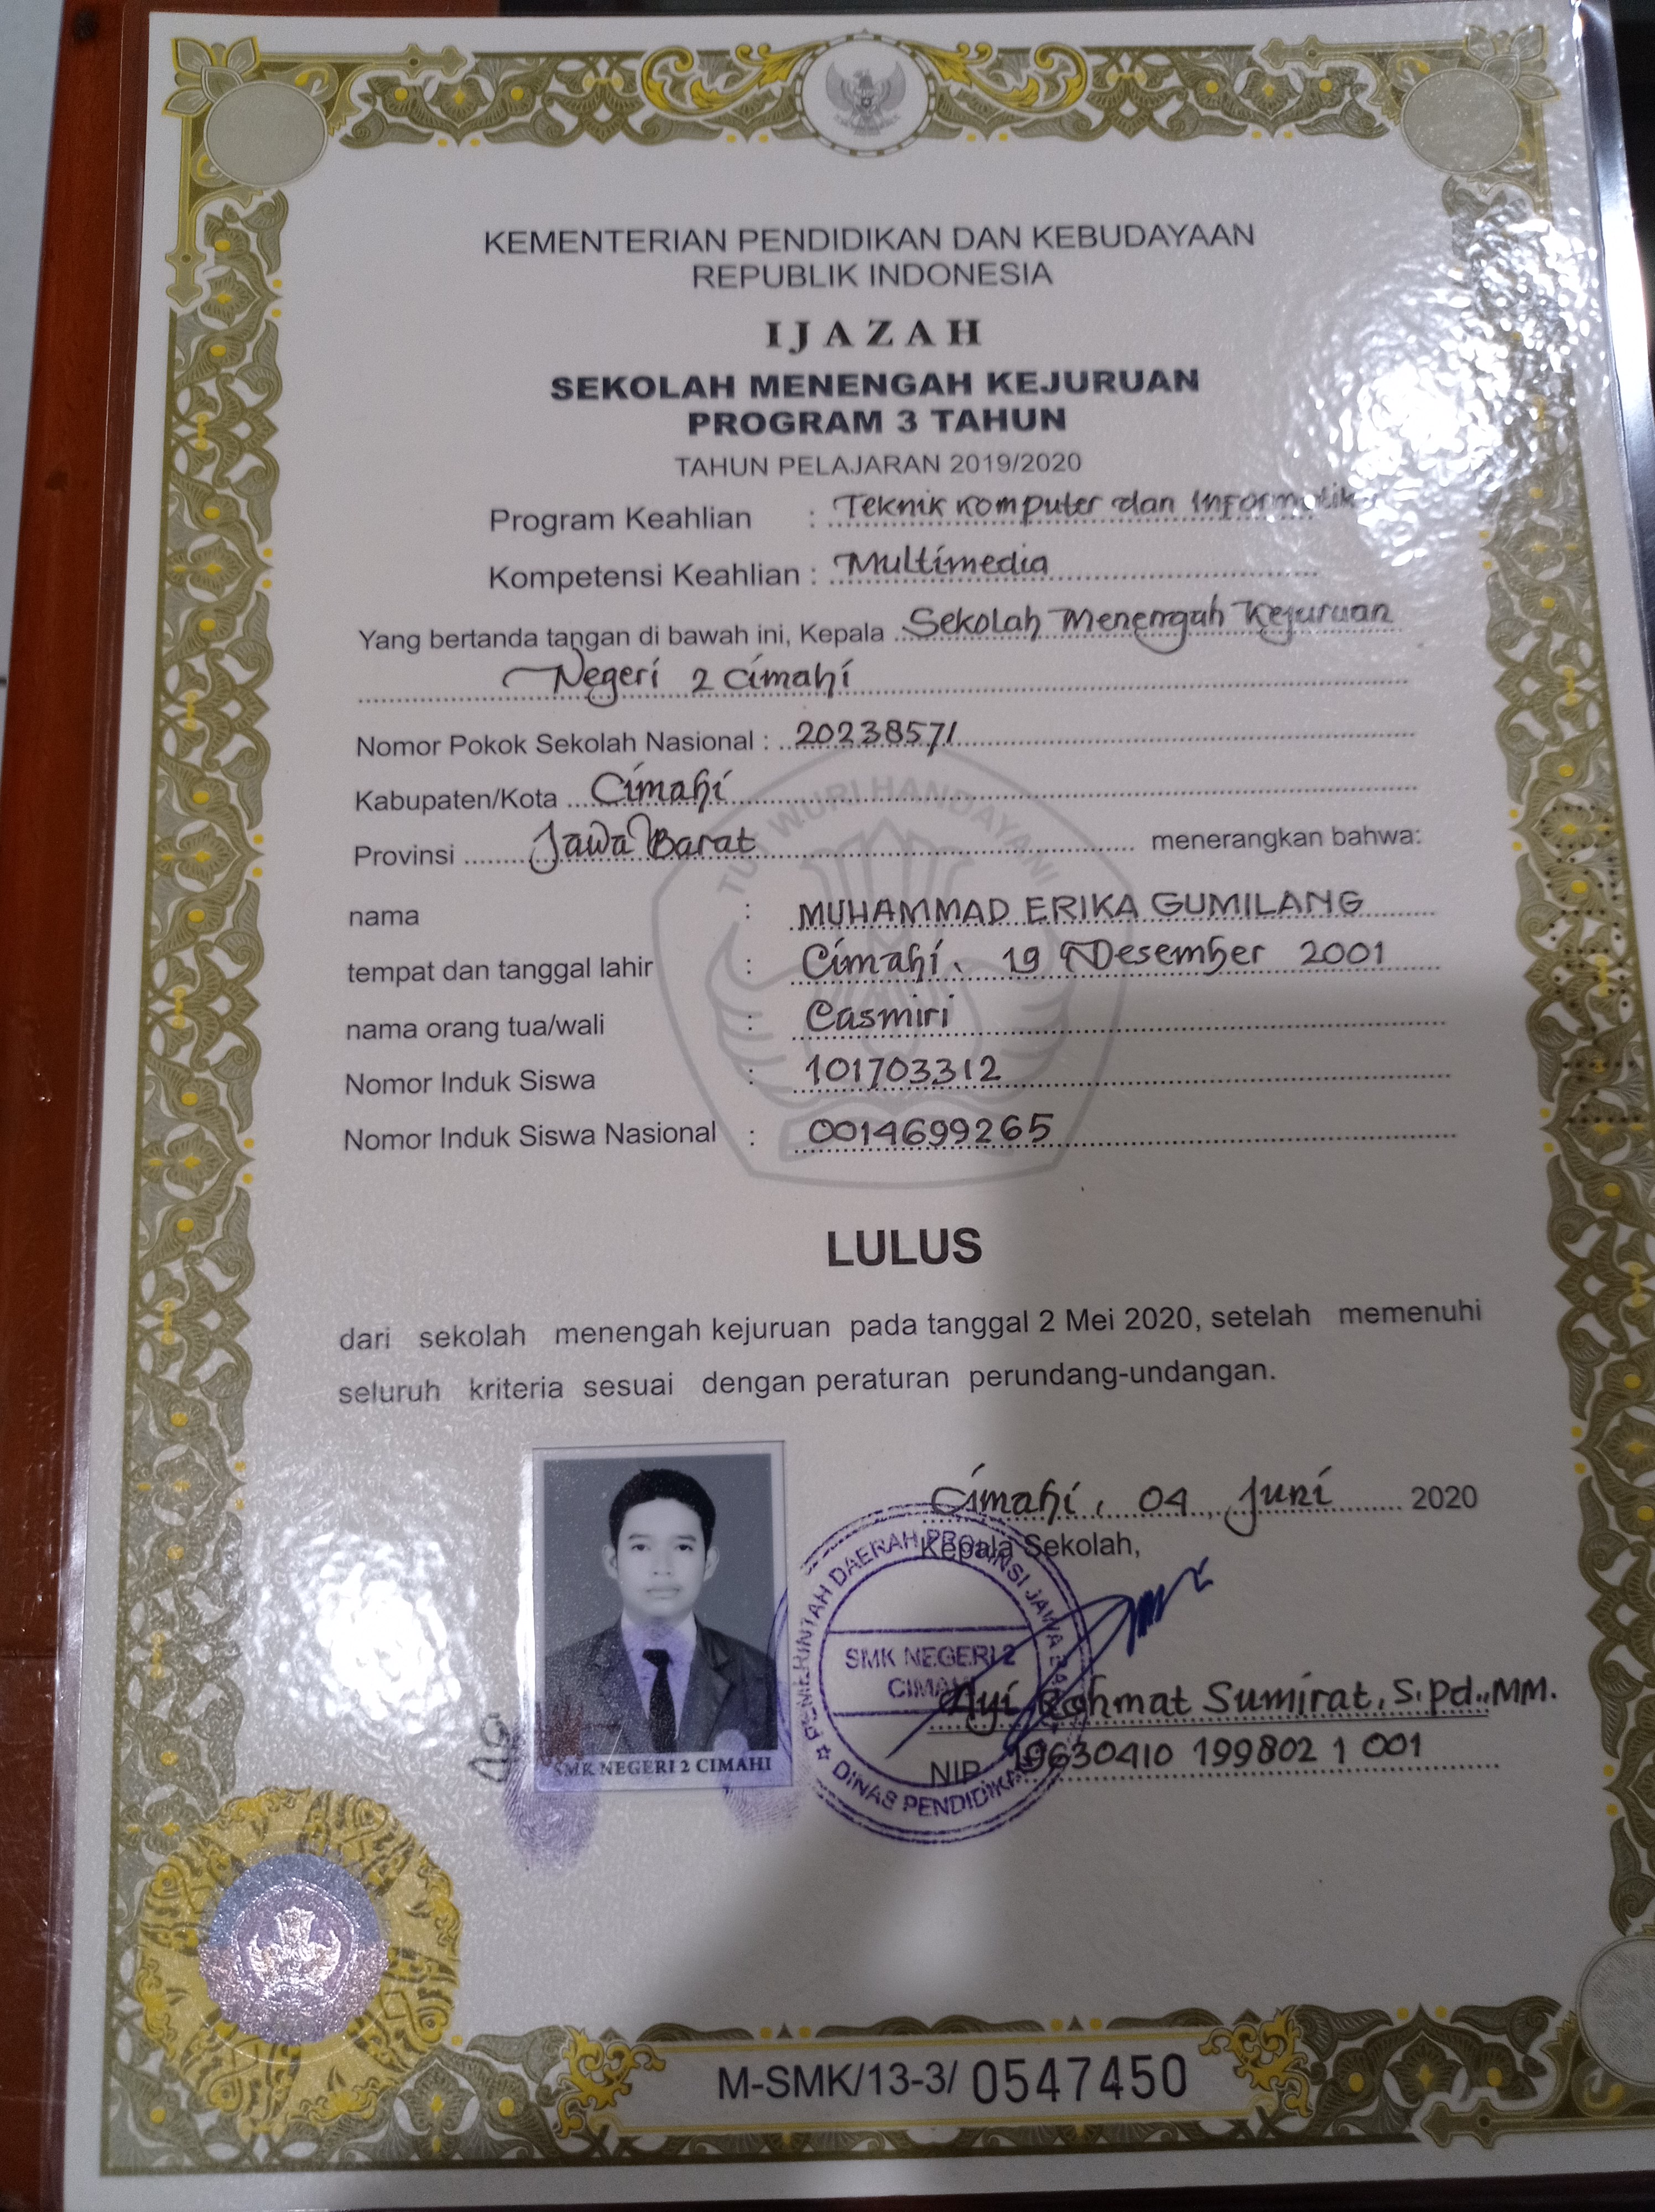 KEMENTERIAN PENDIDIKAN DAN KEBUDAYAAN
REPUBLIK INDONESIA
IJAZAH
SEKOLAH MENENGAH KEJURUAN
PROGRAM 3 TAHUN
TAHUN PELAJARAN 2019/2020
Program Keahlian : Teknik Komputer dan Informatika
Kompetensi Keahlian : Multimedia
Yang bertanda tangan di bawah ini, Kepala Sekolah Menengah Kejuruan
Negeri 2 Cimahi
Nomor Pokok Sekolah Nasional : 20238571
Kabupaten/Kota Cimahi
Provinsi Jawa Barat menerangkan bahwa:
TUT WURI HANDAYANI
nama : MUHAMMAD ERIKA GUMILANG
tempat dan tanggal lahir : Cimahi, 19 Desember 2001
nama orang tua/wali : Casmiri
Nomor Induk Siswa : 101703312
Nomor Induk Siswa Nasional : 0014699265
LULUS
dari sekolah menengah kejuruan pada tanggal 2 Mei 2020, setelah memenuhi
seluruh kriteria sesuai dengan peraturan perundang-undangan.
Cimahi, 04 Juni 2020
Kepala Sekolah,
PEMERINTAH DAERAH PROVINSI JAWA BARAT
SMK NEGERI 2
CIMAHI
DINAS PENDIDIKAN
Ayi Rohmat Sumirat, S.Pd., MM.
NIP 19630410 199802 1 001
SMK NEGERI 2 CIMAHI
M-SMK/13-3/ 0547450